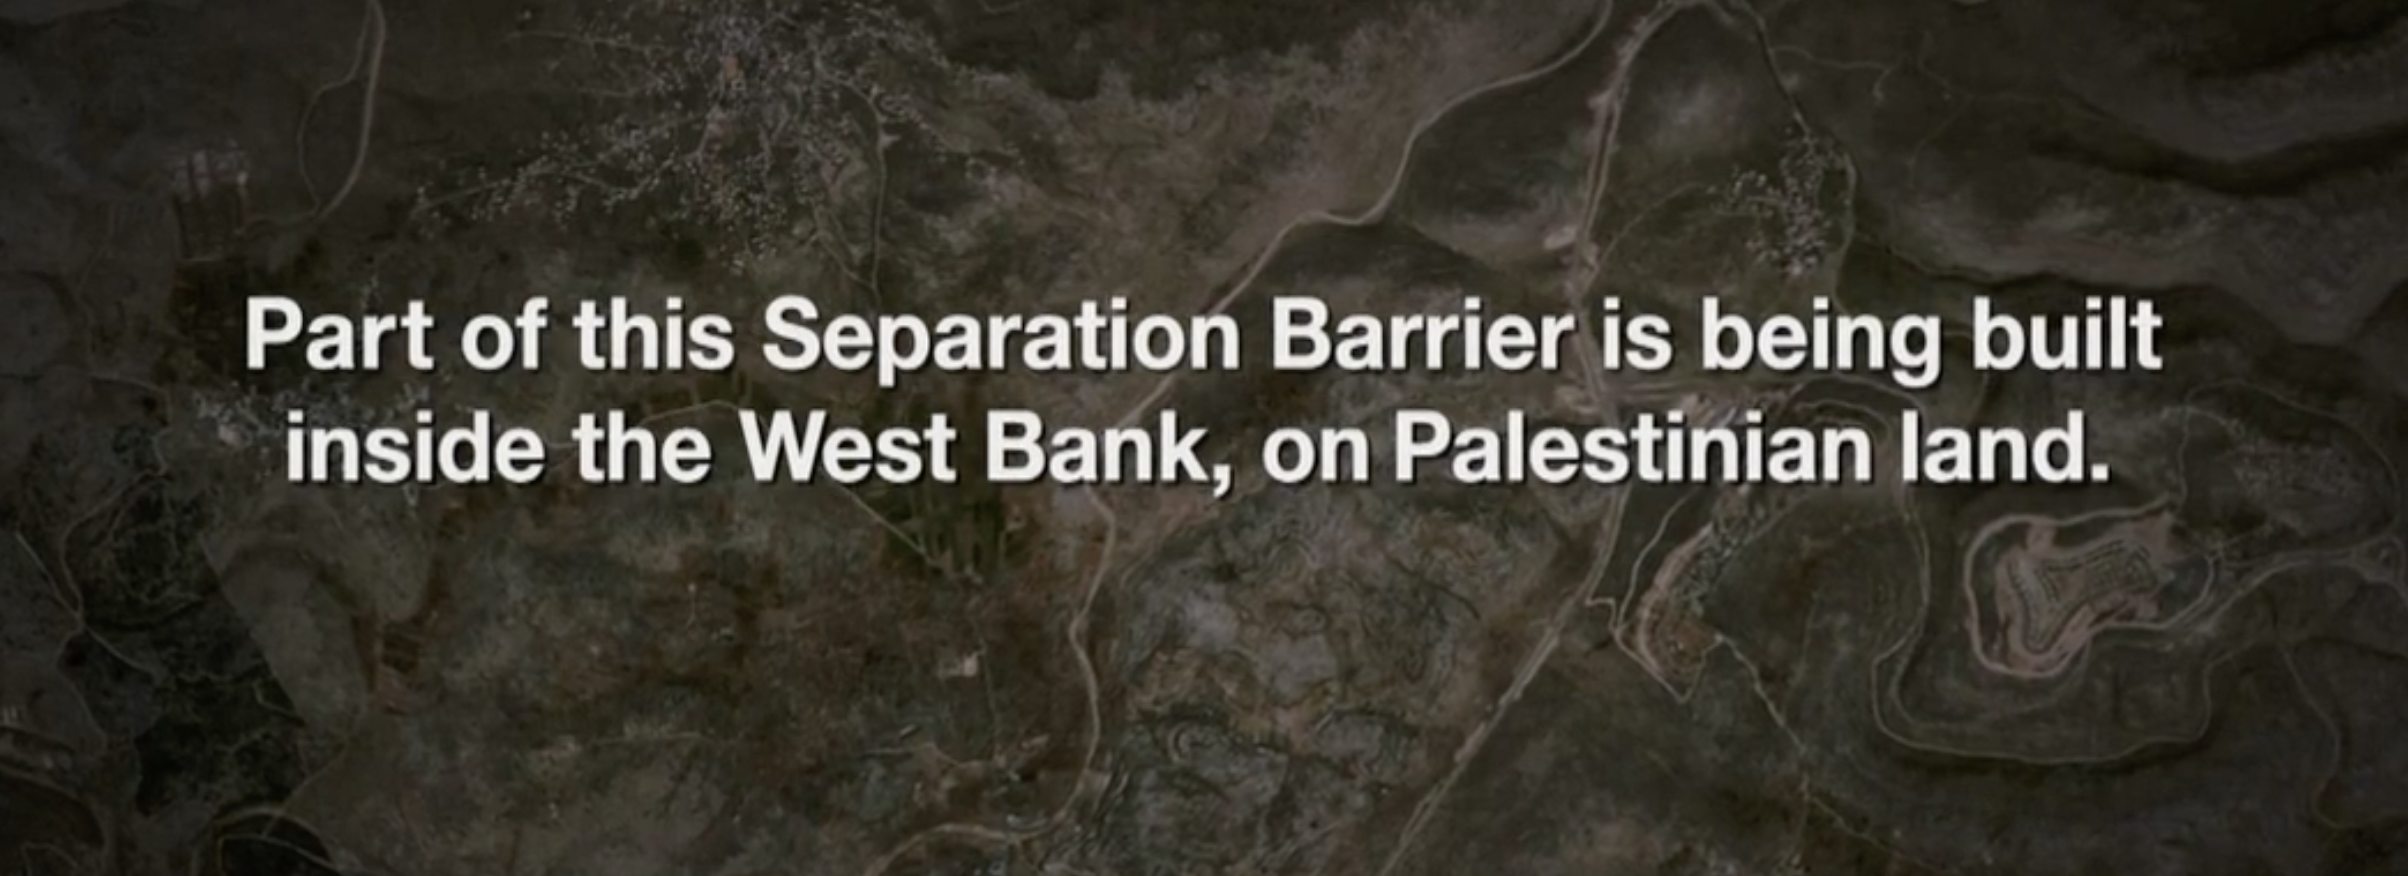 Part of this Separation Barrier is being built
inside the West Bank, on Palestinian land.